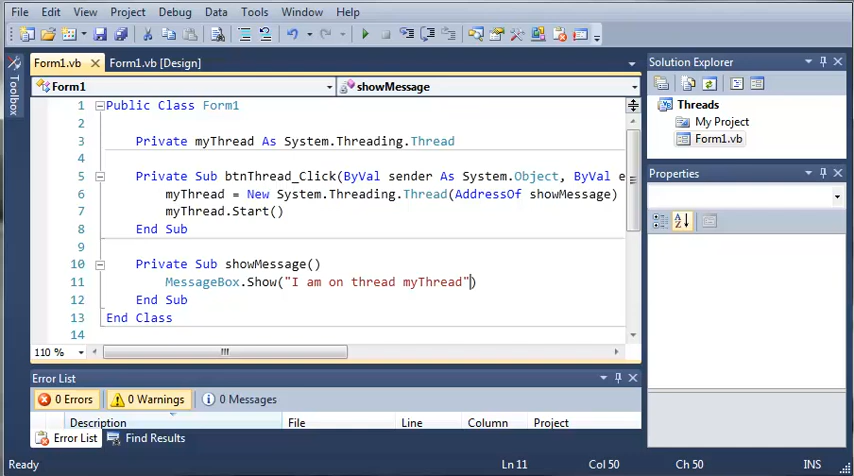 File Edit View Project Debug Data Tools Window Help
Form1.vb Form1.vb [Design]
Toolbox
Form1 showMessage
1 Public Class Form1
2
3 Private myThread As System.Threading.Thread
4
5 Private Sub btnThread_Click(ByVal sender As System.Object, ByVal e
6 myThread = New System.Threading.Thread(AddressOf showMessage)
7 myThread.Start()
8 End Sub
9
10 Private Sub showMessage()
11 MessageBox.Show("I am on thread myThread")
12 End Sub
13 End Class
14
110 %
Solution Explorer
Threads
My Project
Form1.vb
Properties
Error List
0 Errors 0 Warnings 0 Messages
Description File Line Column Project
Error List Find Results
Ready Ln 11 Col 50 Ch 50 INS